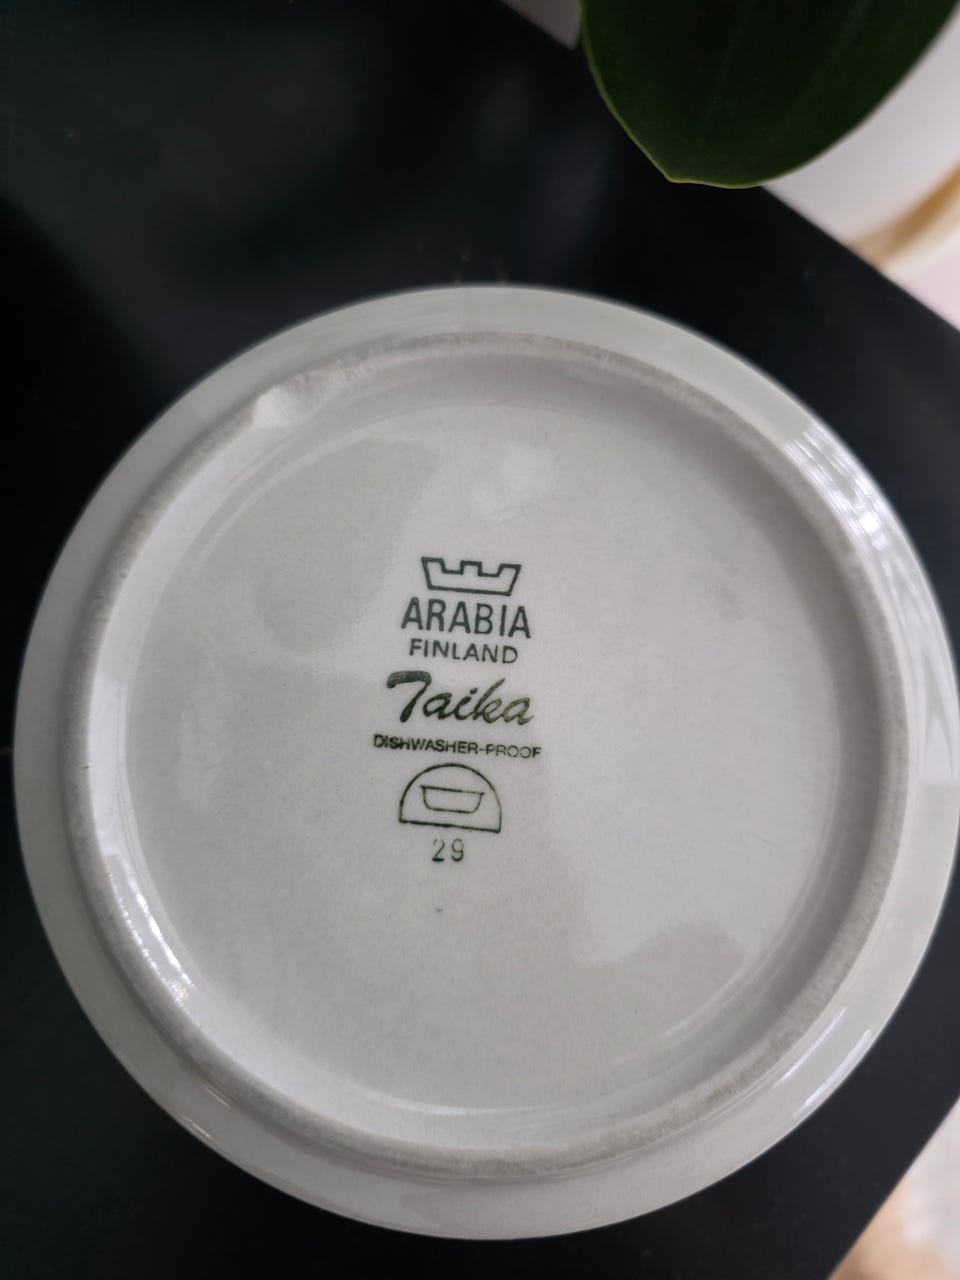 ARABIA
FINLAND
Taika
DISHWASHER-PROOF
29